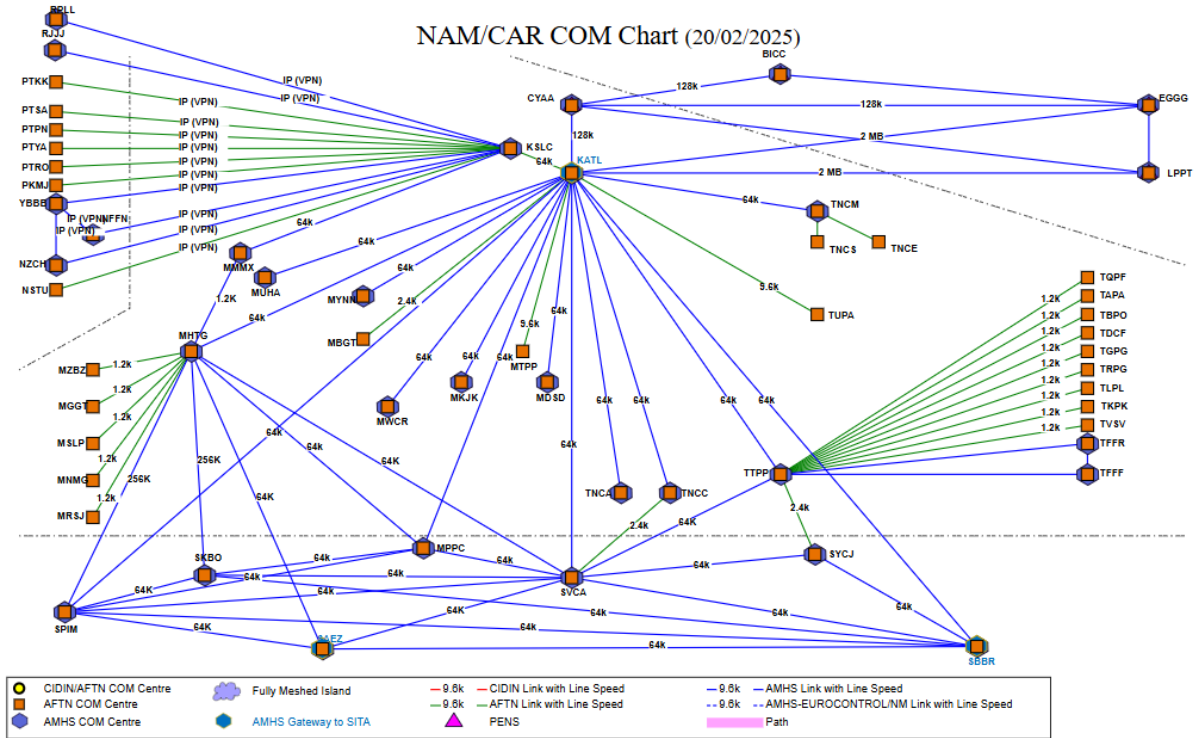 NAM/CAR COM Chart (20/02/2025)
RPLL
RJJJ
PTKK
PTSA
PTPN
PTYA
PTRO
PKMJ
YBBB
NFFN
NZCH
NSTU
IP (VPN)
IP (VPN)
IP (VPN)
IP (VPN)
IP (VPN)
IP (VPN)
IP (VPN)
IP (VPN)
IP (VPN)
IP (VPN)
IP (VPN)
IP (VPN)
IP (VPN)
KSLC
64k
CYAA
128k
KATL
BICC
128k
EGGG
128k
2 MB
2 MB
LPPT
64k
TNCM
TNCS
TNCE
9.6k
TUPA
MMMX
64k
MUHA
64k
MYNN
64k
2.4k
MBGT
1.2K
MHTG
64k
9.6k
MTPP
64k
MDSD
64k
MKJK
64k
MWCR
64k
64k
64k
64k
64k
64k
64k
MZBZ
1.2k
MGGT
1.2k
MSLP
1.2k
MNMG
1.2k
MRSJ
1.2k
256K
256K
64K
64k
64K
TQPF
TAPA
TBPO
TDCF
TGPG
TRPG
TLPL
TKPK
TVSV
TFFR
TFFF
1.2k
1.2k
1.2k
1.2k
1.2k
1.2k
1.2k
1.2k
1.2k
TTPP
TNCA
TNCC
2.4k
64K
2.4k
SYCJ
MPPC
SKBO
SVCA
SPIM
SAEZ
SBBR
64k
64k
64k
64k
64K
64k
64k
64k
64k
64k
64K
64K
64k
64k
CIDIN/AFTN COM Centre
AFTN COM Centre
AMHS COM Centre
Fully Meshed Island
AMHS Gateway to SITA
9.6k CIDIN Link with Line Speed
9.6k AFTN Link with Line Speed
PENS
9.6k AMHS Link with Line Speed
9.6k AMHS-EUROCONTROL/NM Link with Line Speed
Path